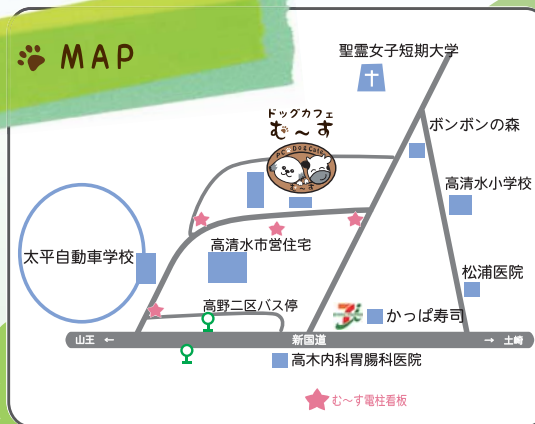 MAP
聖霊女子短期大学
ドッグカフェ
む〜す
ボンボンの森
む〜す
高清水小学校
高清水市営住宅
太平自動車学校
松浦医院
高野二区バス停
かっぱ寿司
山王 ← 新国道 → 土崎
高木内科胃腸科医院
む〜す電柱看板